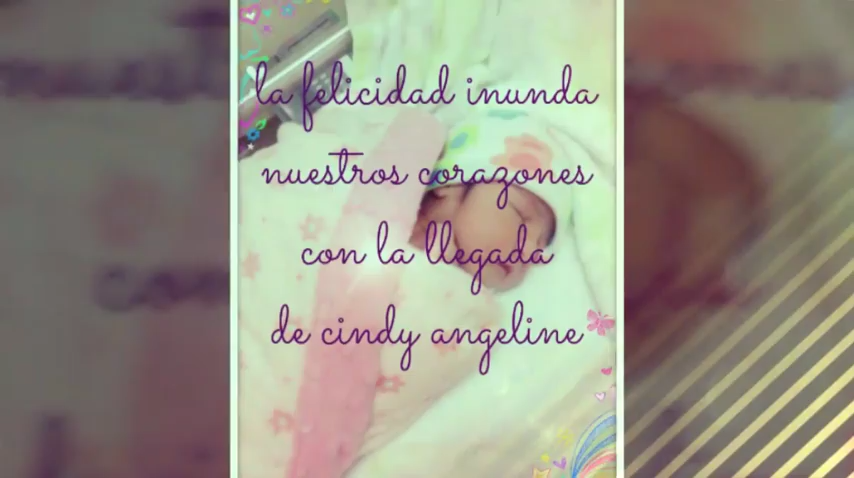 la felicidad inunda
nuestros corazones
con la llegada
de cindy angeline